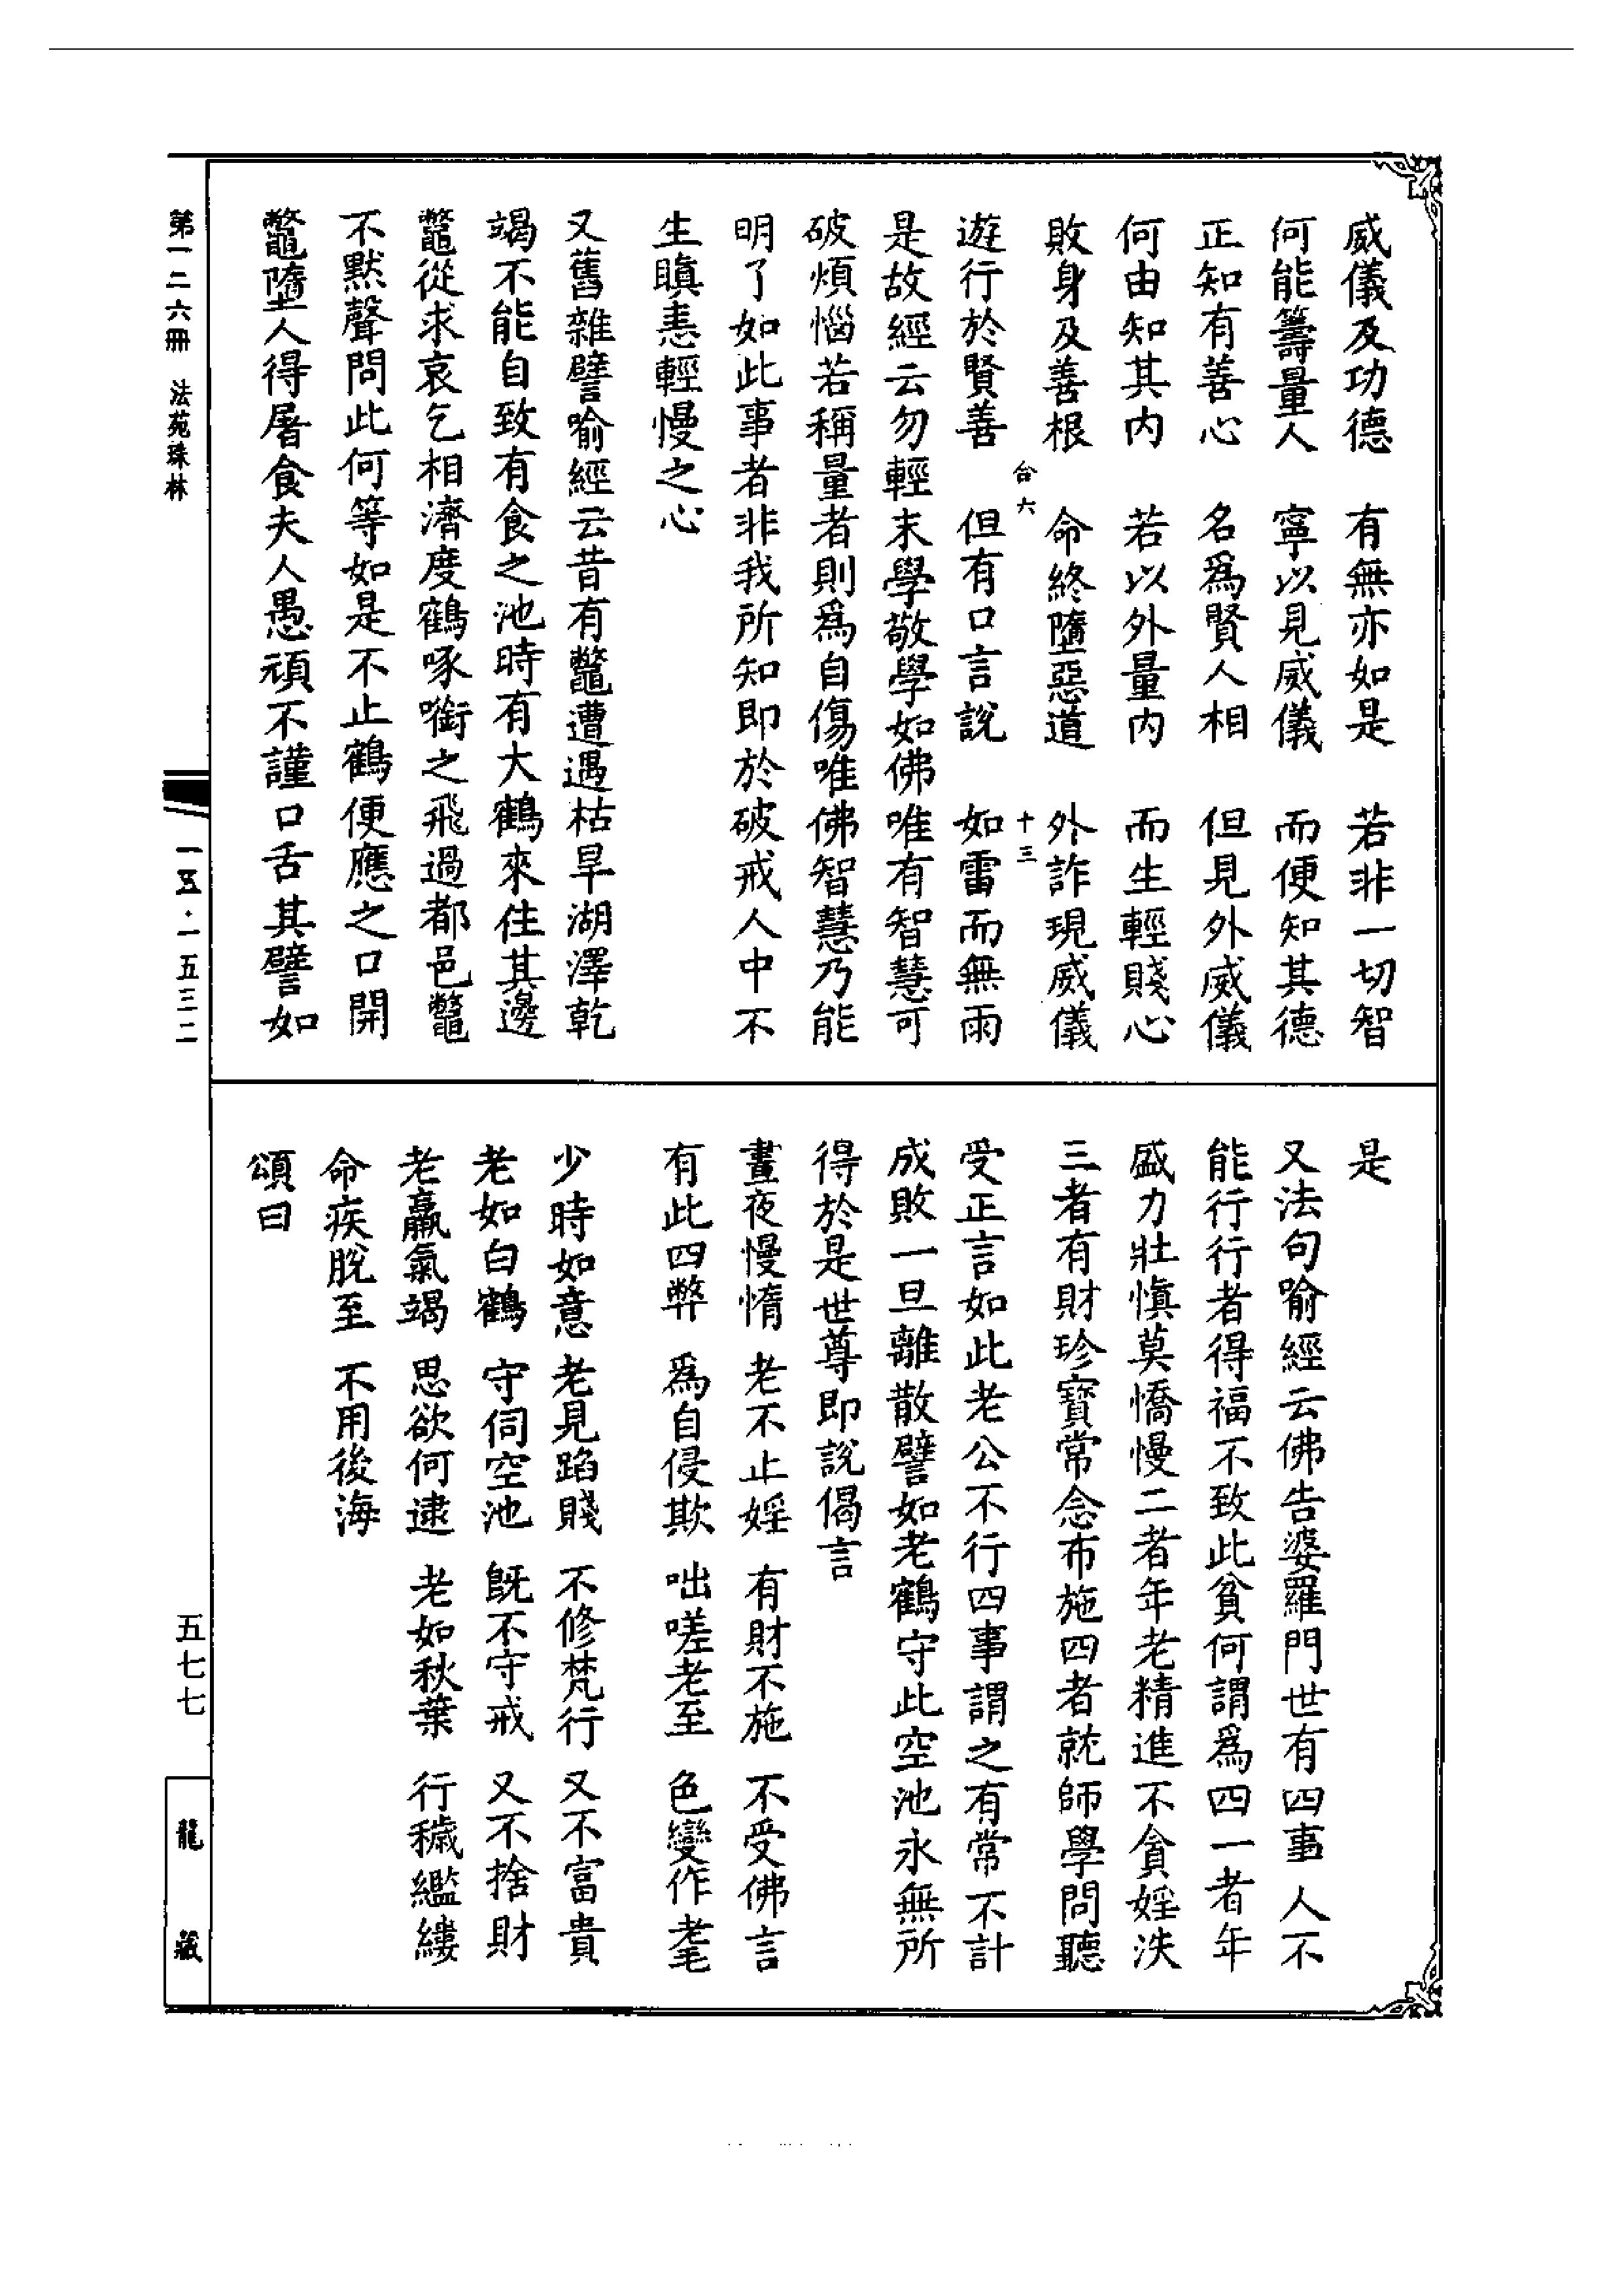 威儀及功德　有無亦如是　若非一切智
何能籌量人　寧以見威儀　而便知其德
正知有善心　名爲賢人相　但見外威儀
何由知其內　若以外量內　而生輕賤心
敗身及善根　命終墮惡道　外詐現威儀
合六　十三
遊行於賢善　但有口言說　如雷而無雨
是故經云勿輕末學敬學如佛唯有智慧可
破煩惱若稱量者則爲自傷唯佛智慧乃能
明了如此事者非我所知即於破戒人中不
生瞋恚輕慢之心
又舊雜譬喻經云昔有鼈遭遇枯旱湖澤乾
竭不能自致有食之池時有大鶴來住其邊
鼈從求哀乞相濟度鶴啄銜之飛過都邑鼈
不默聲問此何等如是不止鶴便應之口開
鼈墮人得屠食夫人愚頑不謹口舌其譬如
是
又法句喻經云佛告婆羅門世有四事人不
能行行者得福不致此貧何謂爲四一者年
盛力壯慎莫憍慢二者年老精進不貪婬泆
三者有財珍寶常念布施四者就師學問聽
受正言如此老公不行四事謂之有常不計
成敗一旦離散譬如老鶴守此空池永無所
得於是世尊即說偈言
晝夜慢惰　老不止婬　有財不施　不受佛言
有此四弊　爲自侵欺　咄嗟老至　色變作耄
少時如意　老見蹈賤　不修梵行　又不富貴
老如白鶴　守伺空池　既不守戒　又不捨財
老羸氣竭　思欲何逮　老如秋葉　行穢繿縷
命疾脫至　不用後海
頌曰
第一二六冊　法苑珠林
一五·一五三二
五七七
龍藏